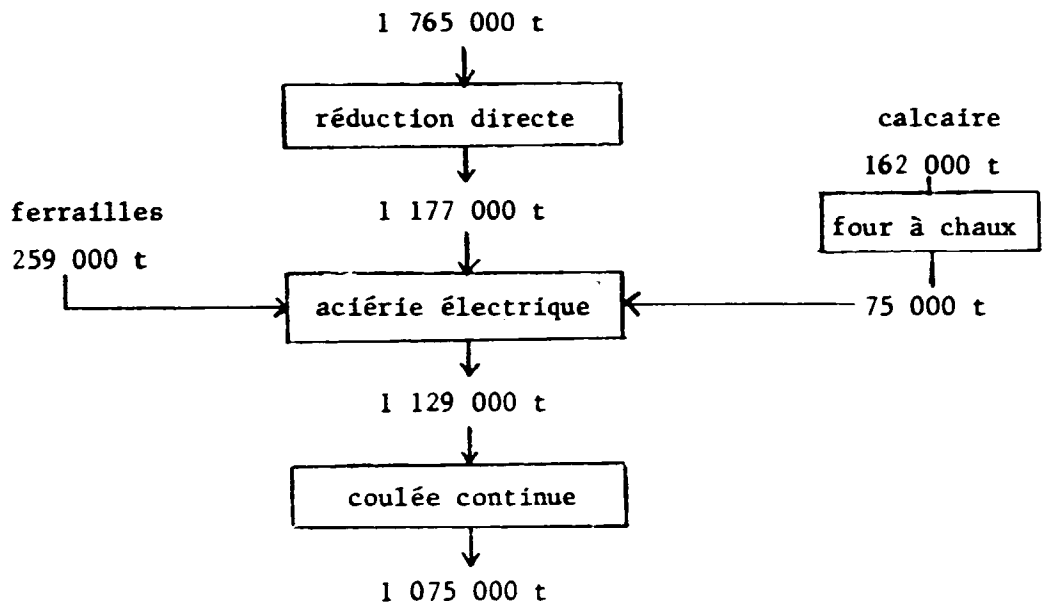 1 765 000 t
réduction directe
calcaire
162 000 t
ferrailles
1 177 000 t
four à chaux
259 000 t
aciérie électrique
75 000 t
1 129 000 t
coulée continue
1 075 000 t